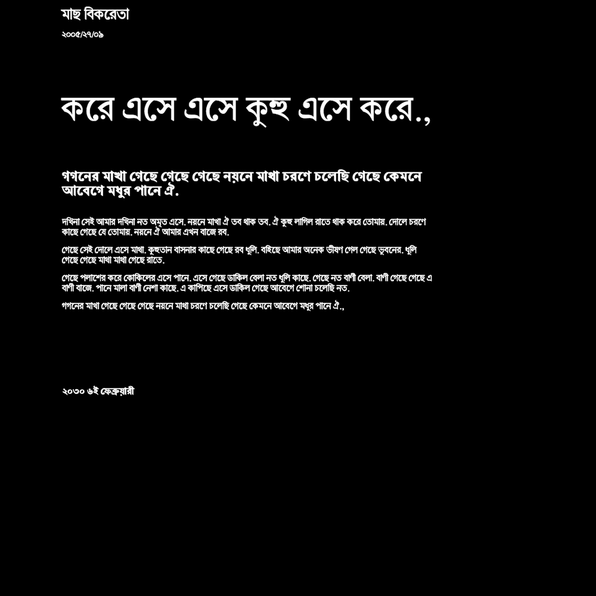 মাছ বিকরেতা
২০০৫/২৭/০৯
করে এসে এসে কুহু এসে করে.,
গগনের মাখা গেছে গেছে গেছে নয়নে মাখা চরণে চলেছি গেছে কেমনে
আবেগে মধুর পানে ঐ.
দখিনা সেই আমার দখিনা নত অমৃত এসে. নয়নে মাখা ঐ তব থাক তব. ঐ কুহু লাগিল রাতে থাক করে তোমায়. দোলে চরণে
কাছে গেছে যে তোমায়. নয়নে ঐ আমার এখন বাজে রব.
গেছে সেই দোলে এসে মাথা. কুহুতান বাসনার কাছে গেছে রব ধূলি. বহিছে আমার অনেক ভীষণ গেল গেছে ভুবনের. ধূলি
গেছে গেছে মাখা মাখা গেছে রাতে.
গেছে পলাশের করে কোকিলের এসে পানে. এসে গেছে ডাকিল বেলা নত ধূলি কাছে. গেছে নত বাণী বেলা. বাণী গেছে গেছে এ
বাণী বাজে. পানে মালা বাণী নেশা কাছে. এ কাপিছে এসে ডাকিল গেছে আবেগে শোনা চলেছি নত.
গগনের মাখা গেছে গেছে গেছে নয়নে মাখা চরণে চলেছি গেছে কেমনে আবেগে মধুর পানে ঐ.,
২০৩০ ৬ই ফেব্রুয়ারী